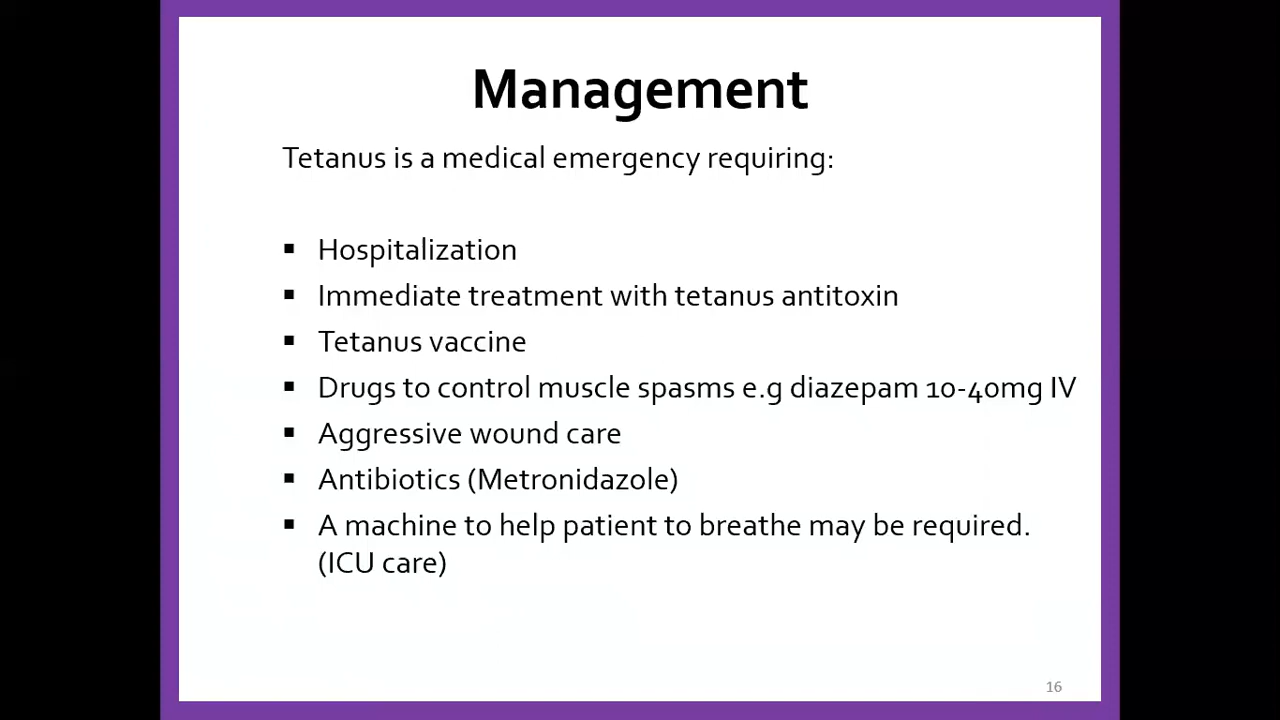 Management
Tetanus is a medical emergency requiring:
▪ Hospitalization
▪ Immediate treatment with tetanus antitoxin
▪ Tetanus vaccine
▪ Drugs to control muscle spasms e.g diazepam 10-40mg IV
▪ Aggressive wound care
▪ Antibiotics (Metronidazole)
▪ A machine to help patient to breathe may be required.
(ICU care)
16